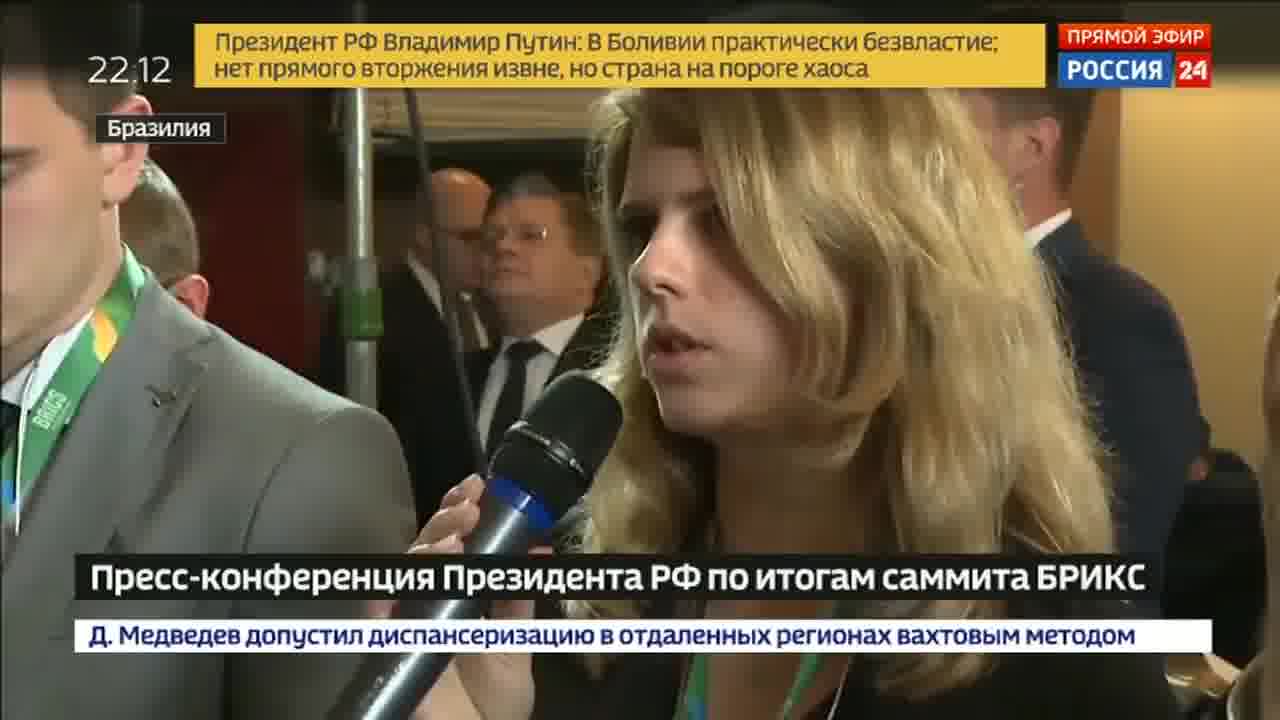 22:12
Президент РФ Владимир Путин: В Боливии практически безвластие;
нет прямого вторжения извне, но страна на пороге хаоса
ПРЯМОЙ ЭФИР
РОССИЯ 24
Бразилия
BRICS
Пресс-конференция Президента РФ по итогам саммита БРИКС
Д. Медведев допустил диспансеризацию в отдаленных регионах вахтовым методом